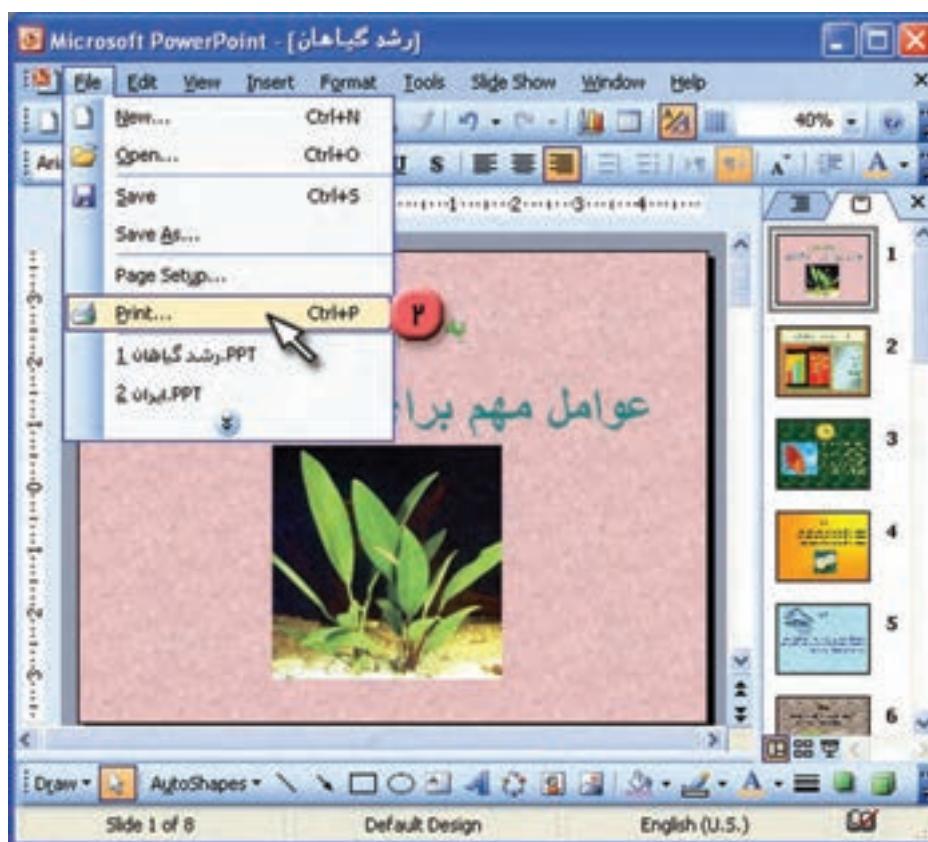 Microsoft PowerPoint - [رشد گیاهان]
File Edit View Insert Format Tools Slide Show Window Help
40%
New... Ctrl+N
Open... Ctrl+O
Save Ctrl+S
Save As...
Page Setup...
Print... Ctrl+P
۲
1 رشد گیاهان.PPT
2 ایران.PPT
عوامل مهم برای
1
2
3
4
5
6
Draw AutoShapes
Slide 1 of 8 Default Design English (U.S.)